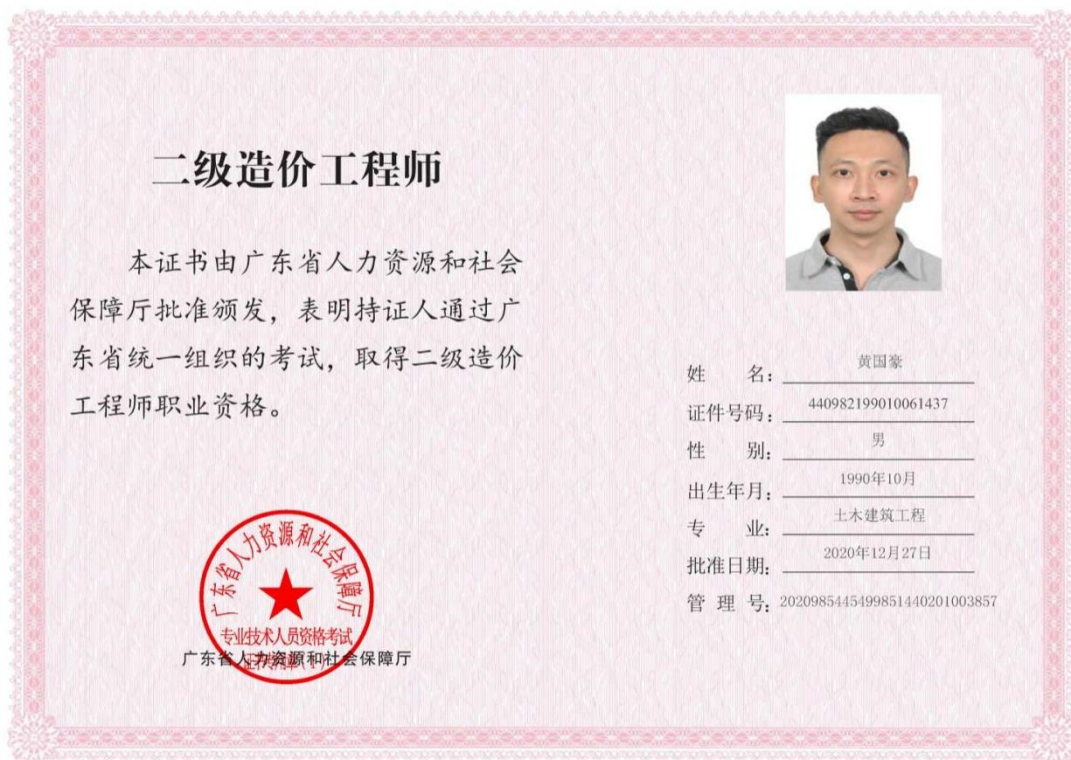 二级造价工程师
本证书由广东省人力资源和社会
保障厅批准颁发，表明持证人通过广
东省统一组织的考试，取得二级造价
工程师职业资格。
广东省人力资源和社会保障厅
专业技术人员资格考试
广东省人力资源和社会保障厅
姓名：黄国豪
证件号码：440982199010061437
性别：男
出生年月：1990年10月
专业：土木建筑工程
批准日期：2020年12月27日
管理号：20209854454999851440201003857